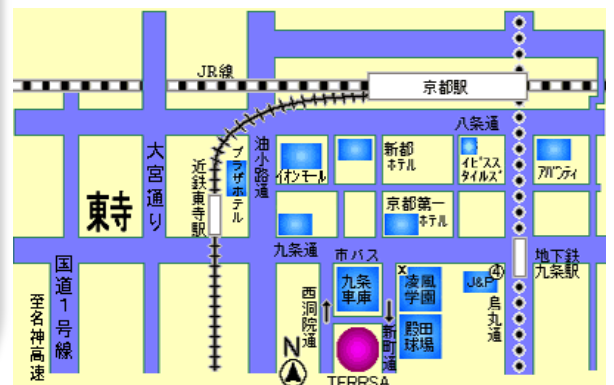 JR線
京都駅
八条通
大宮通り
近鉄東寺駅
プラザホテル
油小路通
イオンモール
新都
ホテル
イビスス
タイルズ
アバンティ
東寺
京都第一
ホテル
九条通
市バス
地下鉄
九条駅
国道1号線
至名神高速
西洞院通
九条
車庫
凌風
学園
④
J&P
烏丸通
新町通
殿田
球場
N
TERRSA
x